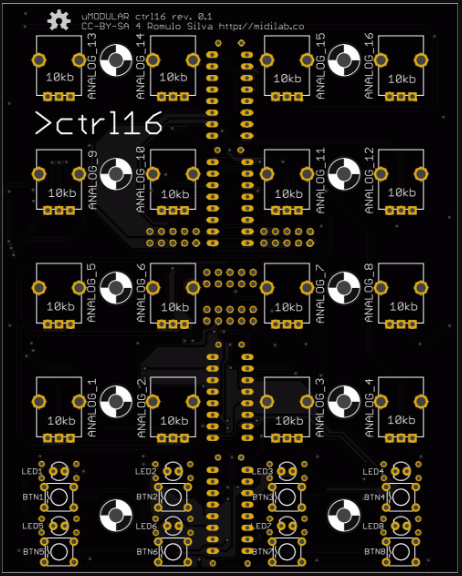 uMODULAR ctrl16 rev. 0.1
CC-BY-SA 4 Romulo Silva http://midilab.co
ANALOG_13 ANALOG_14 ANALOG_15 ANALOG_16
10kb 10kb 10kb 10kb
>ctrl16
ANALOG_9 ANALOG_10 ANALOG_11 ANALOG_12
10kb 10kb 10kb 10kb
ANALOG_5 ANALOG_6 ANALOG_7 ANALOG_8
10kb 10kb 10kb 10kb
ANALOG_1 ANALOG_2 ANALOG_3 ANALOG_4
10kb 10kb 10kb 10kb
LED1 LED2 LED3 LED4
BTN1 BTN2 BTN3 BTN4
LED5 LED6 LED7 LED8
BTN5 BTN6 BTN7 BTN8